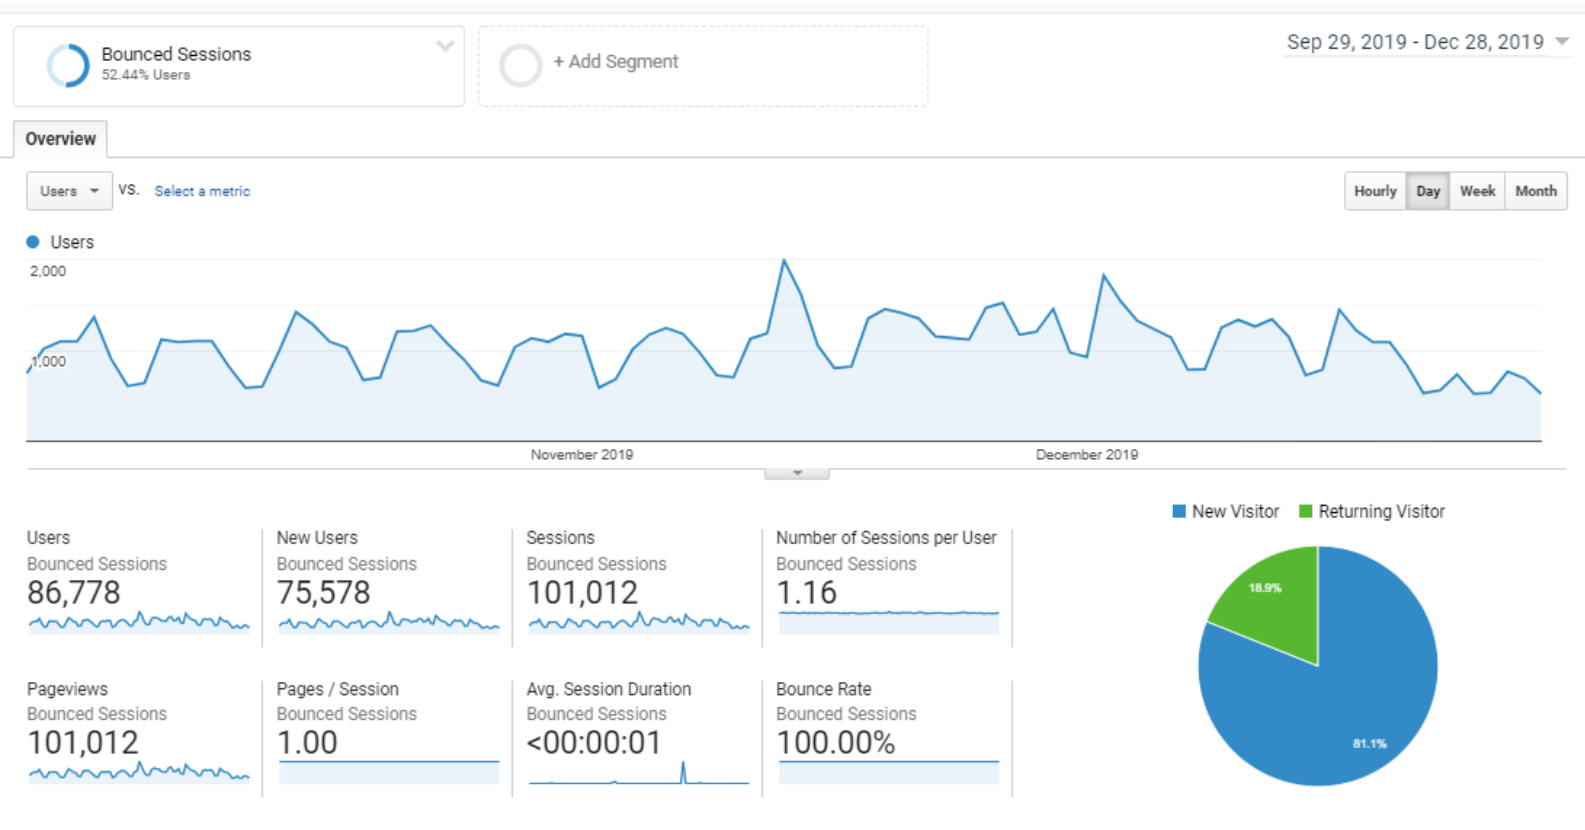 Bounced Sessions
52.44% Users
+ Add Segment
Sep 29, 2019 - Dec 28, 2019
Overview
Users VS. Select a metric
Hourly Day Week Month
Users
2,000
1,000
November 2019 December 2019
New Visitor Returning Visitor
Users
Bounced Sessions
86,778
New Users
Bounced Sessions
75,578
Sessions
Bounced Sessions
101,012
Number of Sessions per User
Bounced Sessions
1.16
Pageviews
Bounced Sessions
101,012
Pages / Session
Bounced Sessions
1.00
Avg. Session Duration
Bounced Sessions
<00:00:01
Bounce Rate
Bounced Sessions
100.00%
18.9%
81.1%